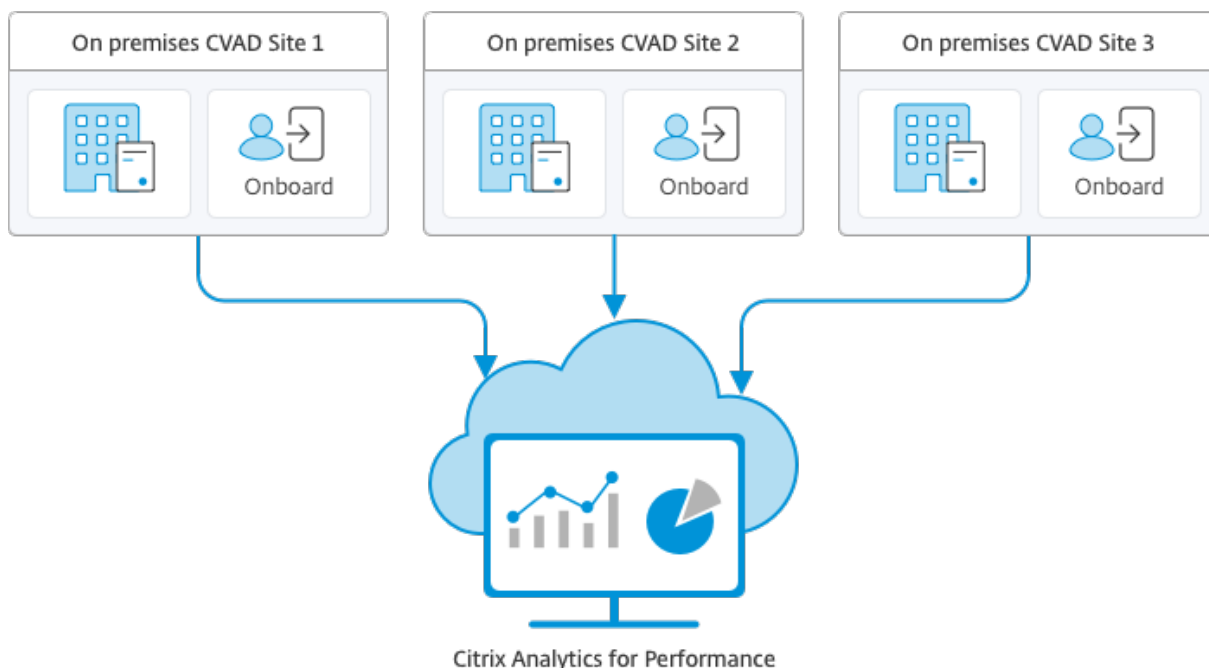 On premises CVAD Site 1
On premises CVAD Site 2
On premises CVAD Site 3
Onboard
Onboard
Onboard
Citrix Analytics for Performance